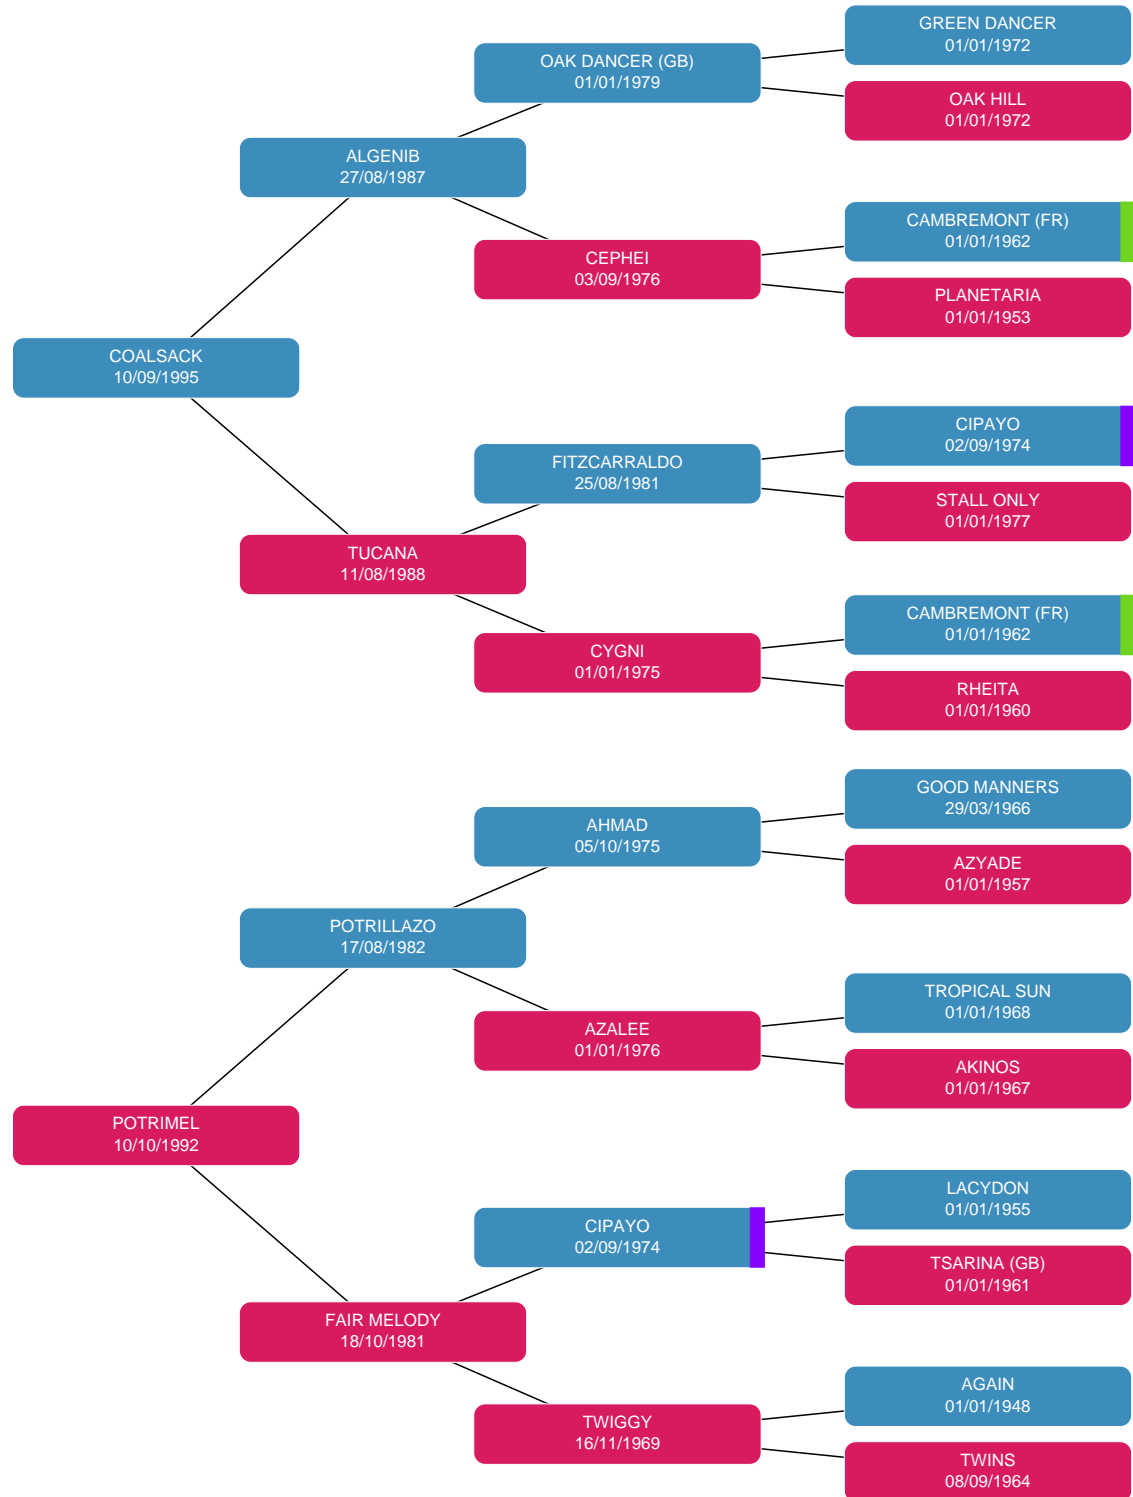 GREEN DANCER
01/01/1972
OAK DANCER (GB)
01/01/1979
OAK HILL
01/01/1972
ALGENIB
27/08/1987
CAMBREMONT (FR)
01/01/1962
CEPHEI
03/09/1976
PLANETARIA
01/01/1953
COALSACK
10/09/1995
CIPAYO
02/09/1974
FITZCARRALDO
25/08/1981
STALL ONLY
01/01/1977
TUCANA
11/08/1988
CAMBREMONT (FR)
01/01/1962
CYGNI
01/01/1975
RHEITA
01/01/1960
GOOD MANNERS
29/03/1966
AHMAD
05/10/1975
AZYADE
01/01/1957
POTRILLAZO
17/08/1982
TROPICAL SUN
01/01/1968
AZALEE
01/01/1976
AKINOS
01/01/1967
POTRIMEL
10/10/1992
LACYDON
01/01/1955
CIPAYO
02/09/1974
TSARINA (GB)
01/01/1961
FAIR MELODY
18/10/1981
AGAIN
01/01/1948
TWIGGY
16/11/1969
TWINS
08/09/1964